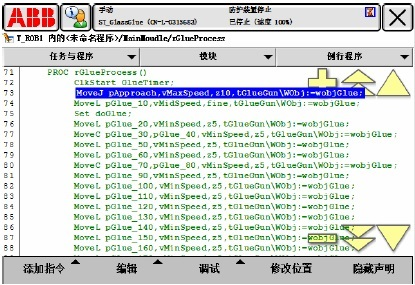 ABB
手动
防护装置停止
ST_GlassGlue (CN-L-0315683)
已停止 (速度 100%)
T_ROB1 内的<未命名程序>/MainMoudle/rGlueProcess
任务与程序
模块
例行程序
71 PROC rGlueProcess()
72 ClkStart GlueTimer;
73 MoveJ pApproach,vMaxSpeed,z10,tGlueGun\WObj:=wobjGlue;
74 MoveL pGlue_10,vMidSpeed,fine,tGlueGun\WObj:=wobjGlue;
75 Set doGlue;
76 MoveL pGlue_20,vMinSpeed,z5,tGlueGun\WObj:=wobjGlue;
77 MoveC pGlue_30,pGlue_40,vMinSpeed,z5,tGlueGun\WObj:=wobjGlue;
78 MoveL pGlue_50,vMinSpeed,z5,tGlueGun\WObj:=wobjGlue;
79 MoveL pGlue_60,vMinSpeed,z5,tGlueGun\WObj:=wobjGlue;
80 MoveC pGlue_70,pGlue_80,vMinSpeed,z5,tGlueGun\WObj:=wobjGlue;
81 MoveL pGlue_90,vMinSpeed,z5,tGlueGun\WObj:=wobjGlue;
82 MoveL pGlue_100,vMinSpeed,z5,tGlueGun\WObj:=wobjGlue;
83 MoveL pGlue_110,vMinSpeed,z5,tGlueGun\WObj:=wobjGlue;
84 MoveL pGlue_120,vMinSpeed,z5,tGlueGun\WObj:=wobjGlue;
85 MoveL pGlue_130,vMinSpeed,z5,tGlueGun\WObj:=wobjGlue;
86 MoveL pGlue_140,vMinSpeed,z5,tGlueGun\WObj:=wobjGlue;
87 MoveL pGlue_150,vMinSpeed,z5,tGlueGun\WObj:=wobjGlue;
88 MoveL pGlue_160,vMinSpeed,z5,tGlueGun\WObj:=wobjGlue;
添加指令
编辑
调试
修改位置
隐藏声明